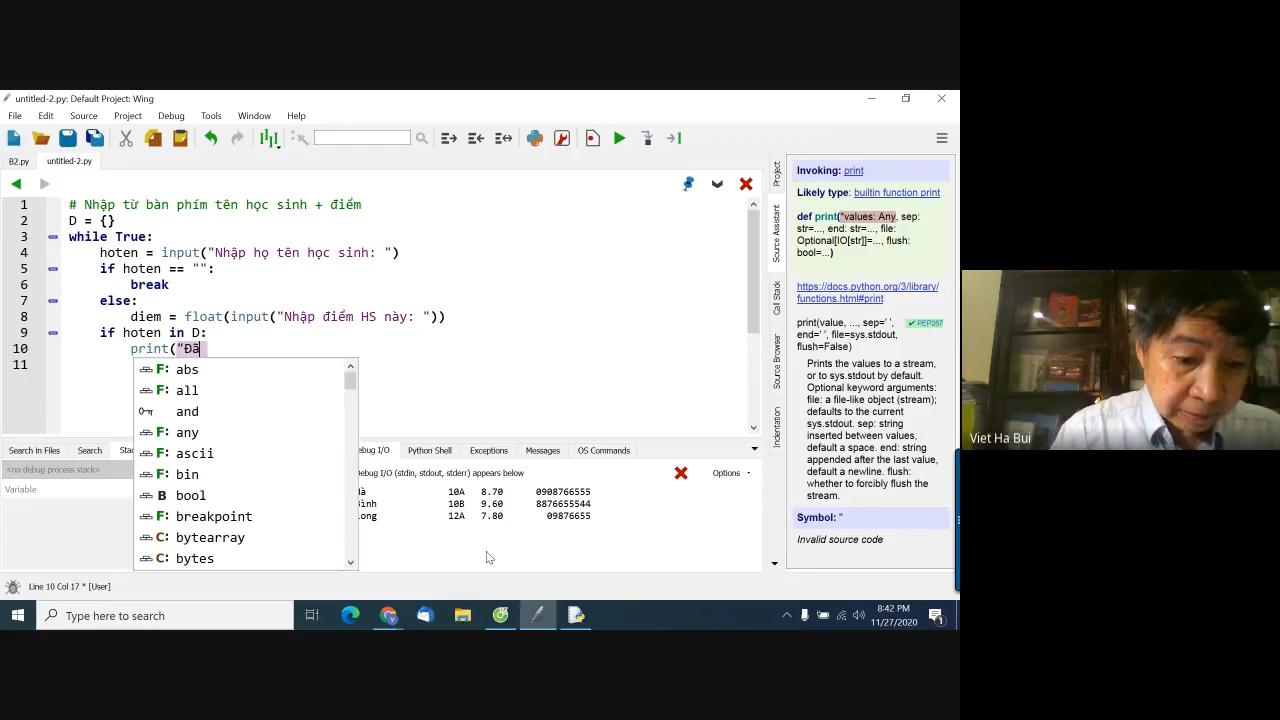 untitled-2.py: Default Project: Wing
File Edit Source Project Debug Tools Window Help
B2.py untitled-2.py
1 # Nhập từ bàn phím tên học sinh + điểm
2 D = {}
3 while True:
4 hoten = input("Nhập họ tên học sinh: ")
5 if hoten == "":
6 break
7 else:
8 diem = float(input("Nhập điểm HS này: "))
9 if hoten in D:
10 print("Đã
11
F: abs
F: all
and
F: any
F: ascii
F: bin
B bool
F: breakpoint
C: bytearray
C: bytes
Search in Files Search Python Shell Exceptions Messages OS Commands
<no debug process stack>
Variable
I/O (stdin, stdout, stderr) appears below
Options
10A 8.70 0908766555
10B 9.60 8876655544
12A 7.80 09876655
Line 10 Col 17 * [User]
Project
Source Assistant
Call Stack
Source Browser
Indentation
Invoking: print
Likely type: builtin function print
def print(*values: Any, sep:
str=..., end: str=..., file:
Optional[IO[str]]=..., flush:
bool=...)
https://docs.python.org/3/library/
functions.html#print
print(value, ..., sep=' ',
end=' ', file=sys.stdout,
flush=False)
✔ PEP287
Prints the values to a stream,
or to sys.stdout by default.
Optional keyword arguments:
file: a file-like object (stream);
defaults to the current
sys.stdout. sep: string
inserted between values,
default a space. end: string
appended after the last value,
default a newline. flush:
whether to forcibly flush the
stream.
Symbol: "
Invalid source code
Viet Ha Bui
Type here to search
8:42 PM
11/27/2020
1